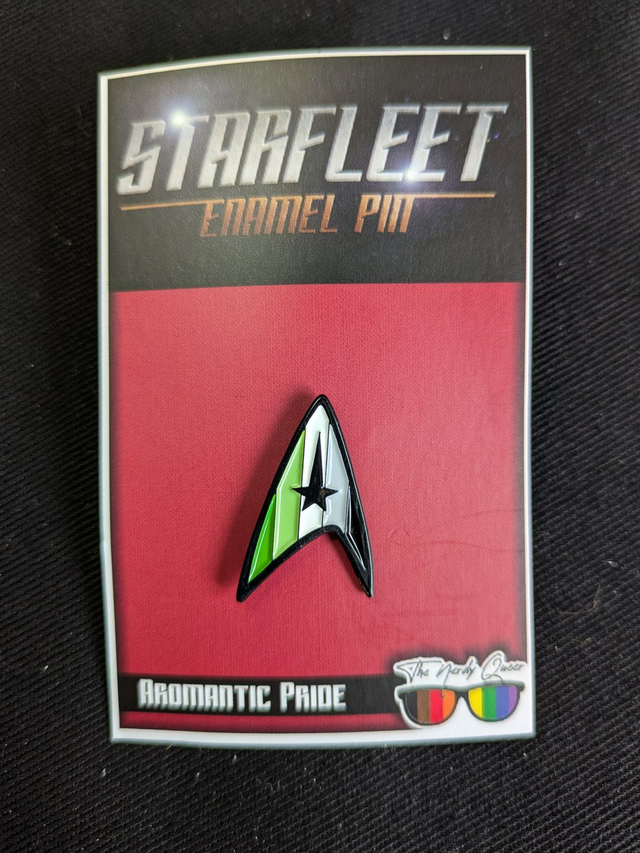 STARFLEET
ENAMEL PIN
The Nerdy Queer
AROMANTIC PRIDE